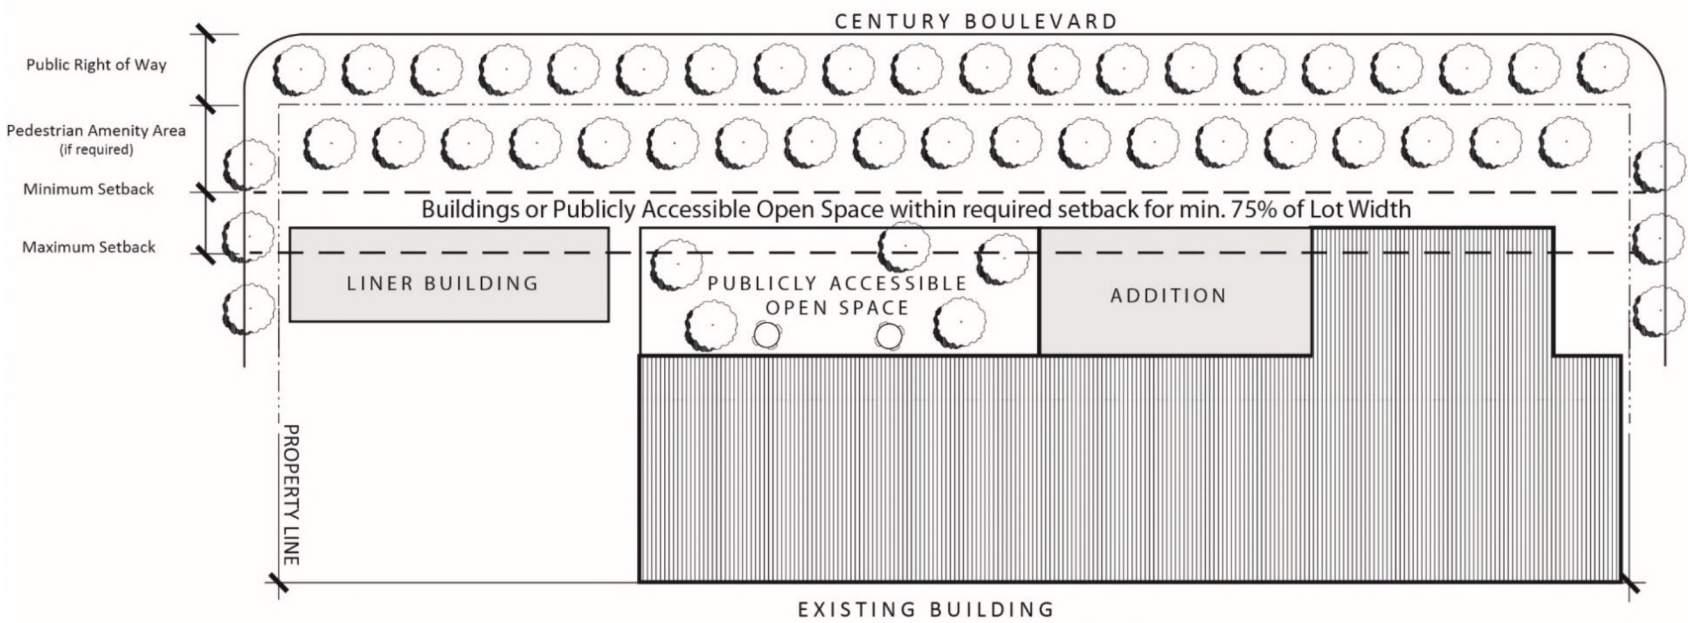 CENTURY BOULEVARD
Public Right of Way
Pedestrian Amenity Area
(if required)
Minimum Setback
Buildings or Publicly Accessible Open Space within required setback for min. 75% of Lot Width
Maximum Setback
LINER BUILDING
PUBLICLY ACCESSIBLE
OPEN SPACE
ADDITION
PROPERTY LINE
EXISTING BUILDING